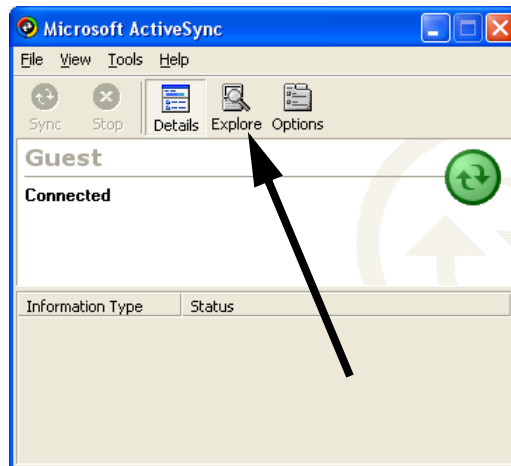 Microsoft ActiveSync
File View Tools Help
Sync Stop Details Explore Options
Guest
Connected
Information Type Status